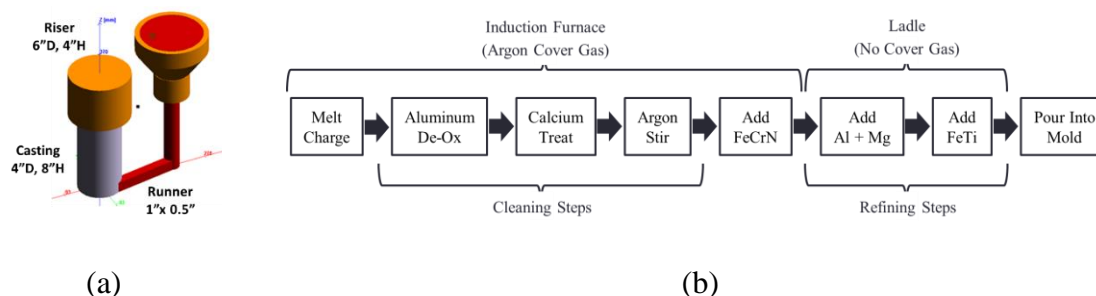 Riser
6”D, 4”H
Z (mm)
Casting
4”D, 8”H
Runner
1”x 0.5”
(a)
Induction Furnace
(Argon Cover Gas)
Ladle
(No Cover Gas)
Melt
Charge
Aluminum
De-Ox
Calcium
Treat
Argon
Stir
Add
FeCrN
Add
Al + Mg
Add
FeTi
Pour Into
Mold
Cleaning Steps
Refining Steps
(b)